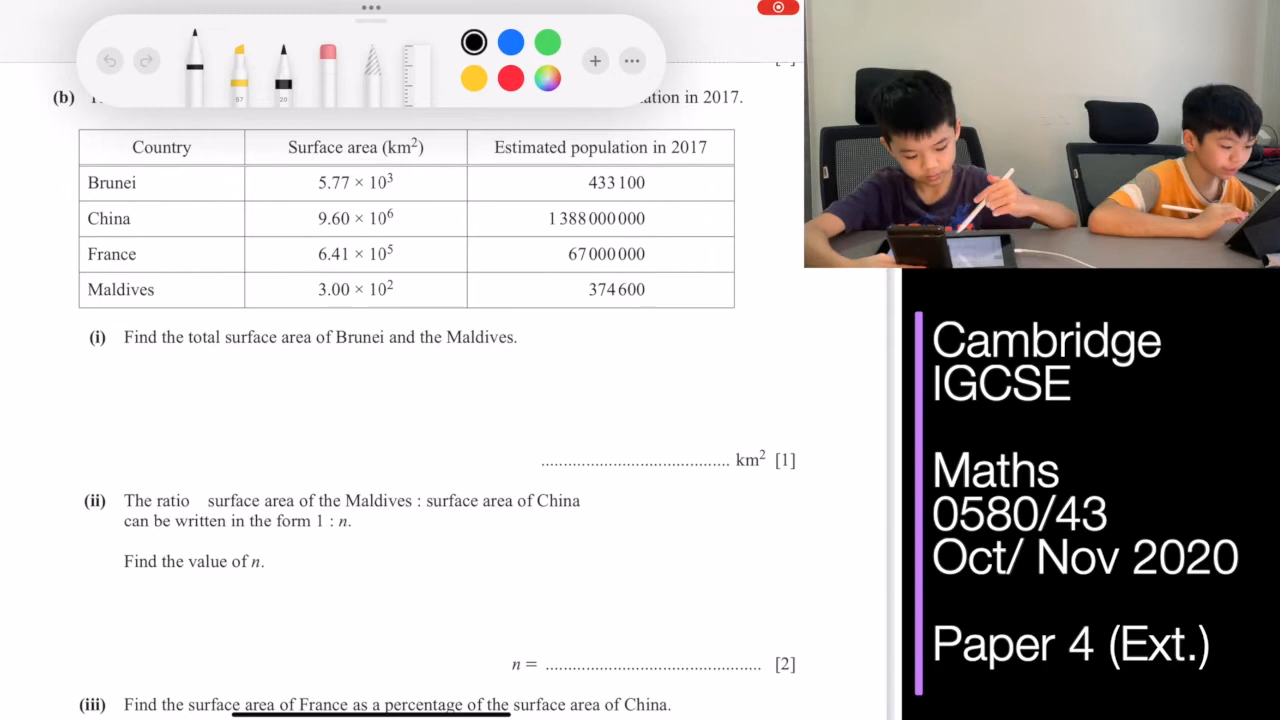 (b) ation in 2017.
Country Surface area (km²) Estimated population in 2017
Brunei 5.77 × 10³ 433 100
China 9.60 × 10⁶ 1 388 000 000
France 6.41 × 10⁵ 67 000 000
Maldives 3.00 × 10² 374 600
(i) Find the total surface area of Brunei and the Maldives.
.......................................... km² [1]
(ii) The ratio surface area of the Maldives : surface area of China
can be written in the form 1 : n.
Find the value of n.
n = ................................................ [2]
(iii) Find the surface area of France as a percentage of the surface area of China.
Cambridge
IGCSE
Maths
0580/43
Oct/ Nov 2020
Paper 4 (Ext.)